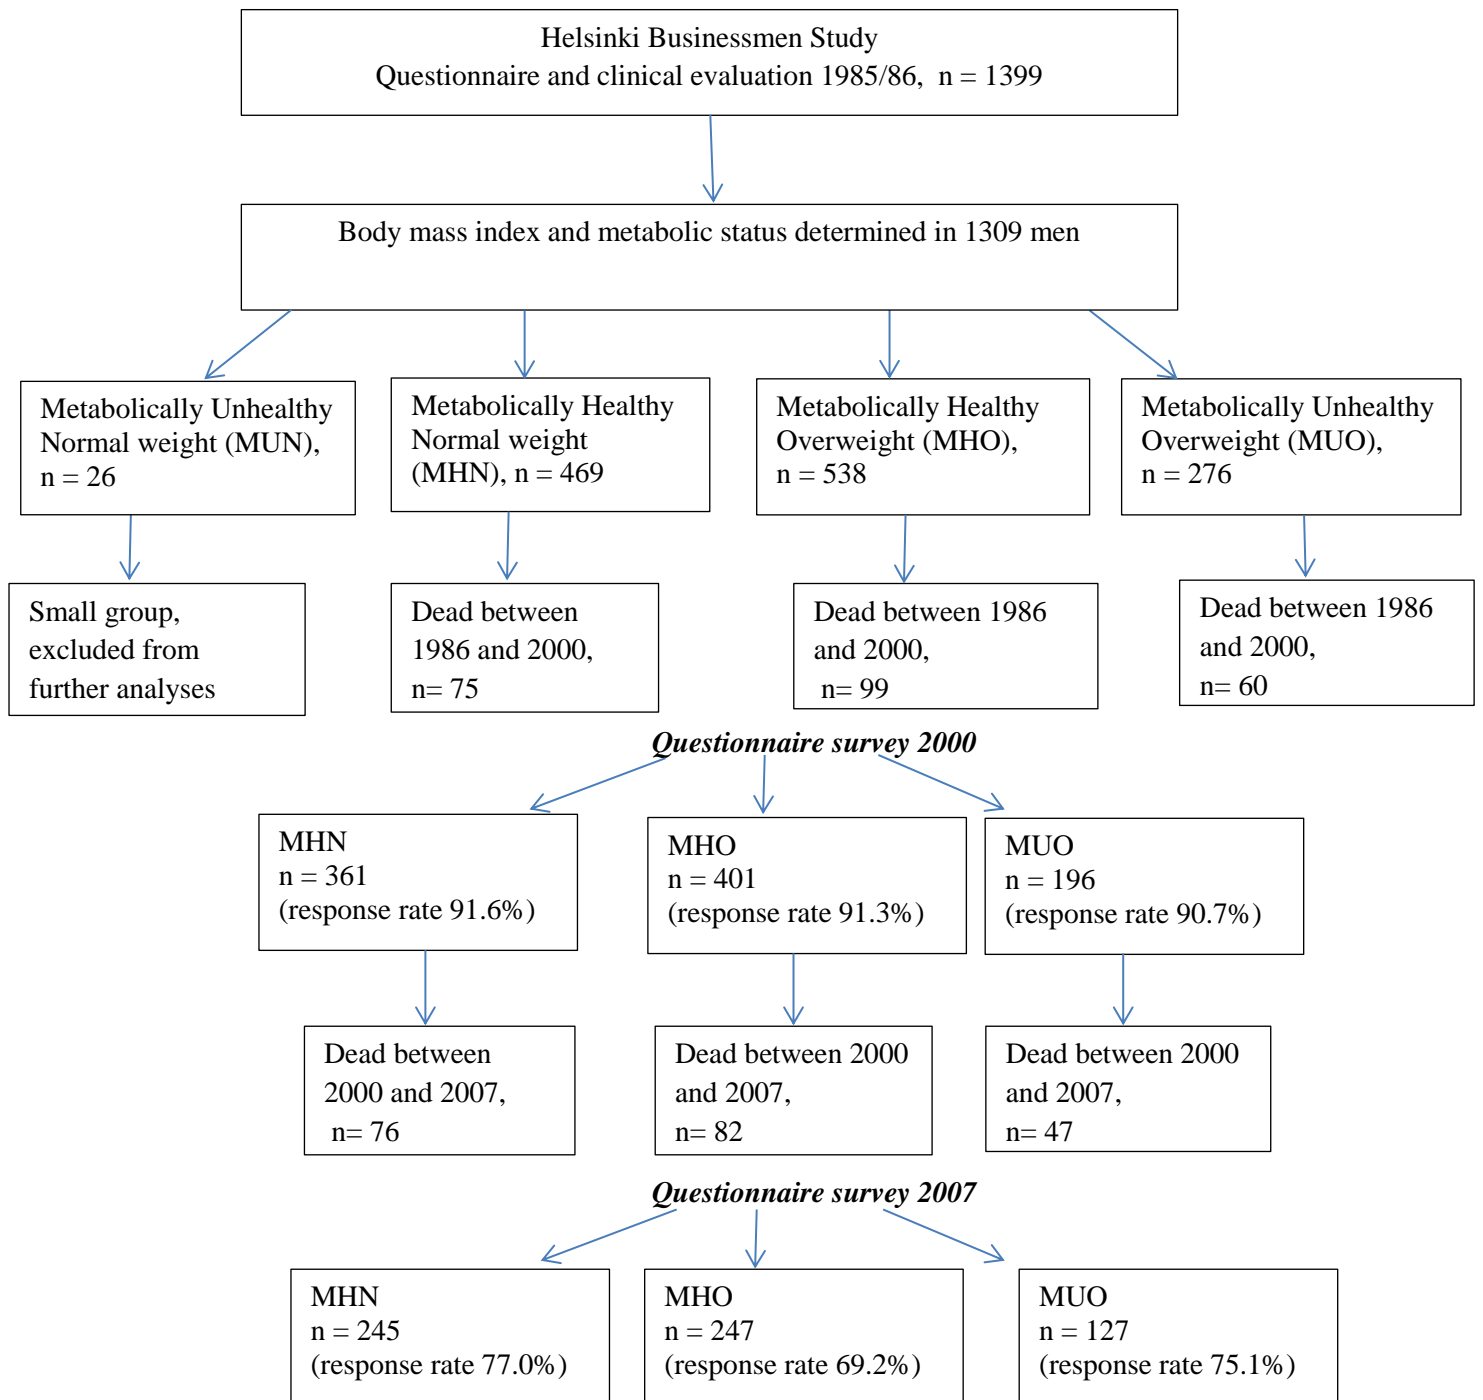 Helsinki Businessmen Study
Questionnaire and clinical evaluation 1985/86,  n = 1399
Body mass index and metabolic status determined in 1309 men
Metabolically Unhealthy
Normal weight (MUN),
n = 26
Metabolically Healthy
Normal weight
(MHN), n = 469
Metabolically Healthy
Overweight (MHO),
n = 538
Metabolically Unhealthy
Overweight (MUO),
n = 276
Small group,
excluded from
further analyses
Dead between
1986 and 2000,
n= 75
Dead between 1986
and 2000,
n= 99
Dead between 1986
and 2000,
n= 60
Questionnaire survey 2000
MHN
n = 361
(response rate 91.6%)
MHO
n = 401
(response rate 91.3%)
MUO
n = 196
(response rate 90.7%)
Dead between
2000 and 2007,
n= 76
Dead between 2000
and 2007,
n= 82
Dead between 2000
and 2007,
n= 47
Questionnaire survey 2007
MHN
n = 245
(response rate 77.0%)
MHO
n = 247
(response rate 69.2%)
MUO
n = 127
(response rate 75.1%)